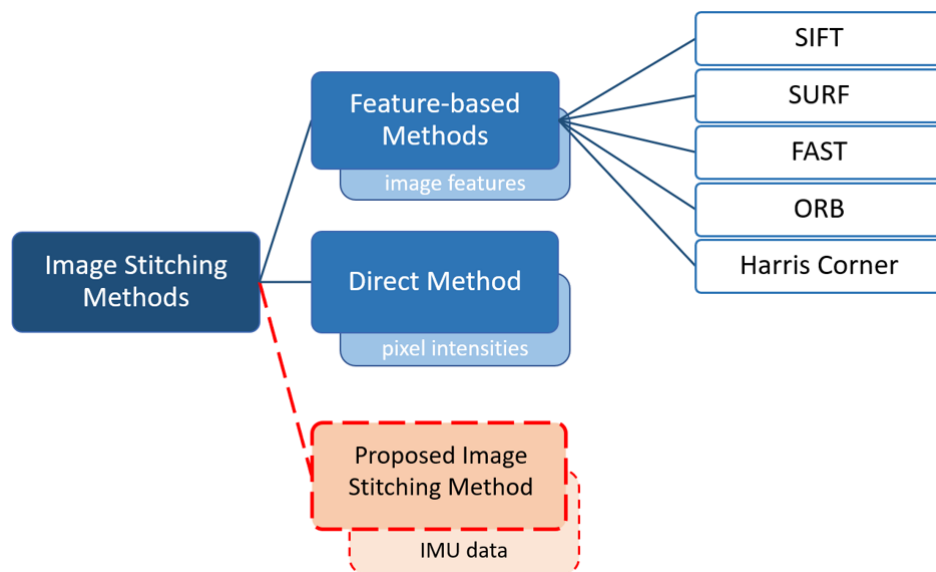 SIFT
SURF
FAST
ORB
Harris Corner
Feature-based
Methods
image features
Image Stitching
Methods
Direct Method
pixel intensities
Proposed Image
Stitching Method
IMU data